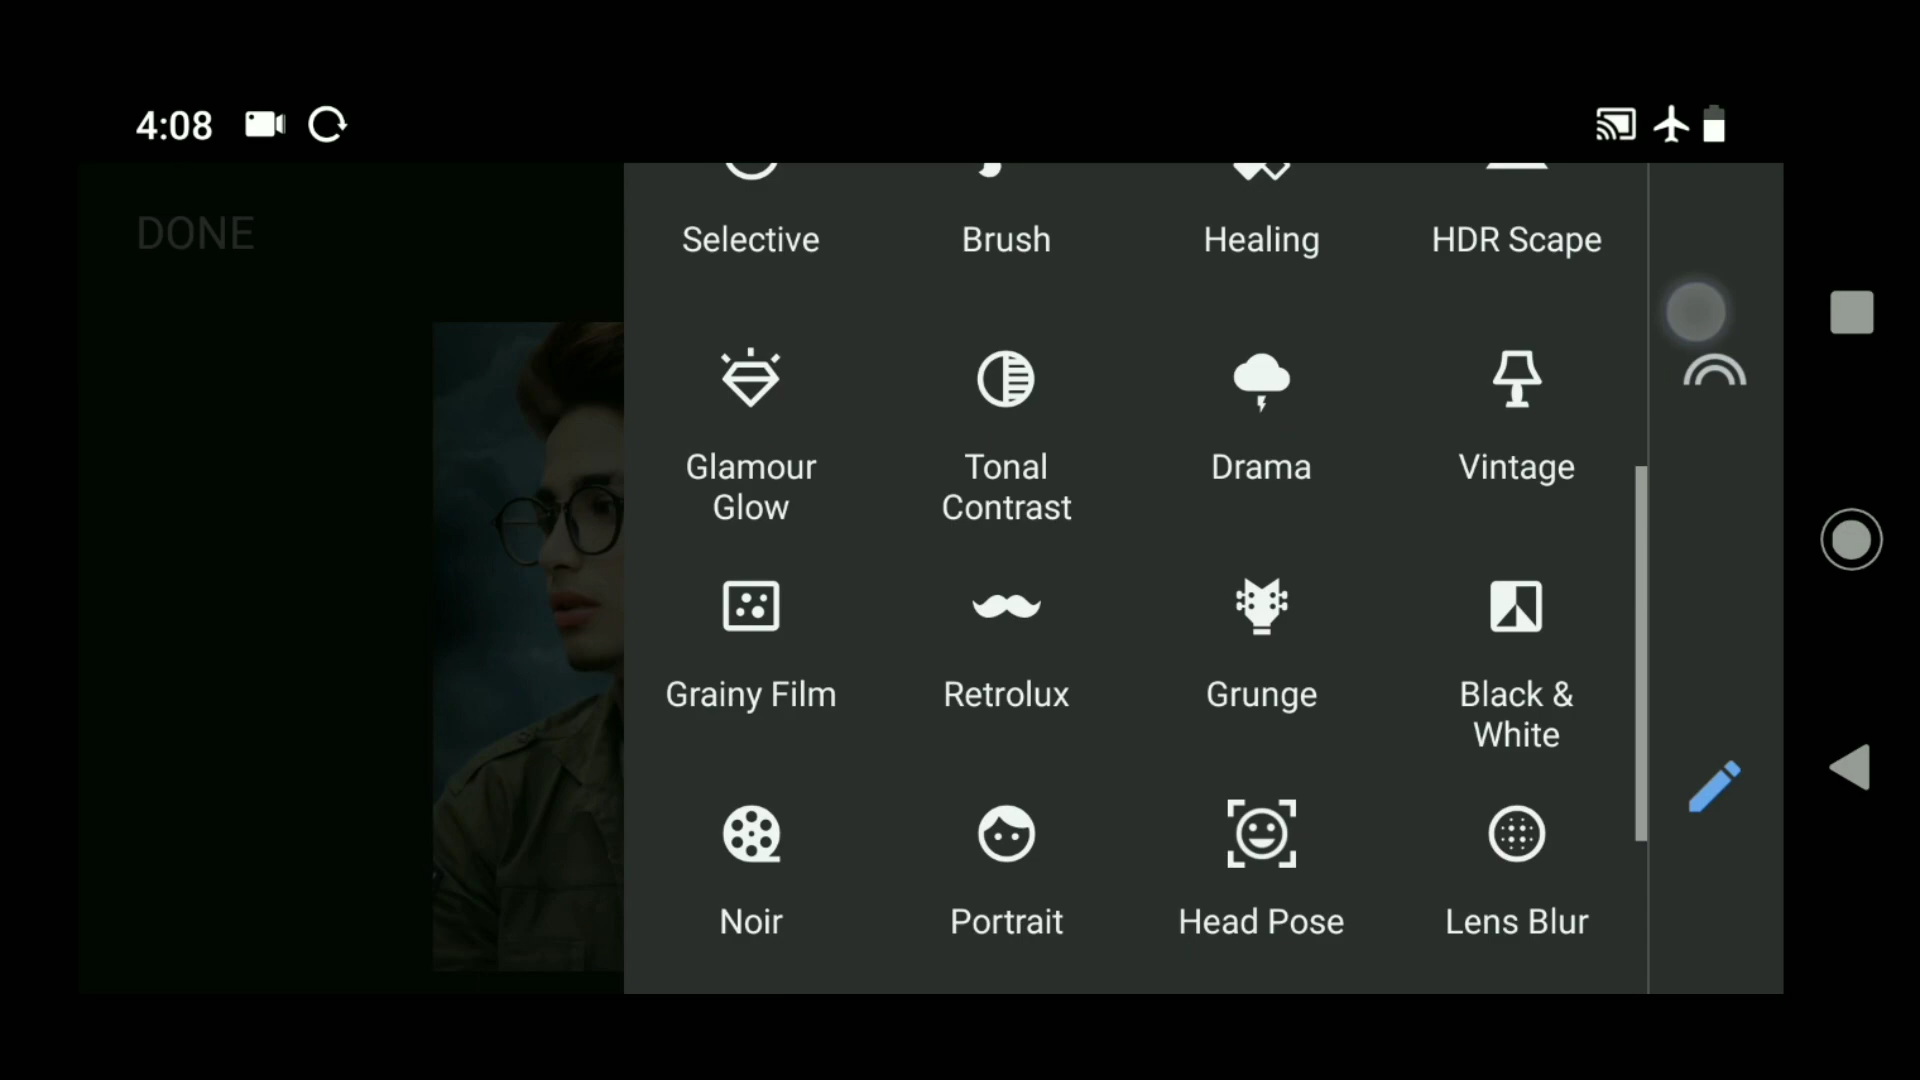 4:08
DONE
Selective
Brush
Healing
HDR Scape
Glamour
Glow
Tonal
Contrast
Drama
Vintage
Grainy Film
Retrolux
Grunge
Black &
White
Noir
Portrait
Head Pose
Lens Blur